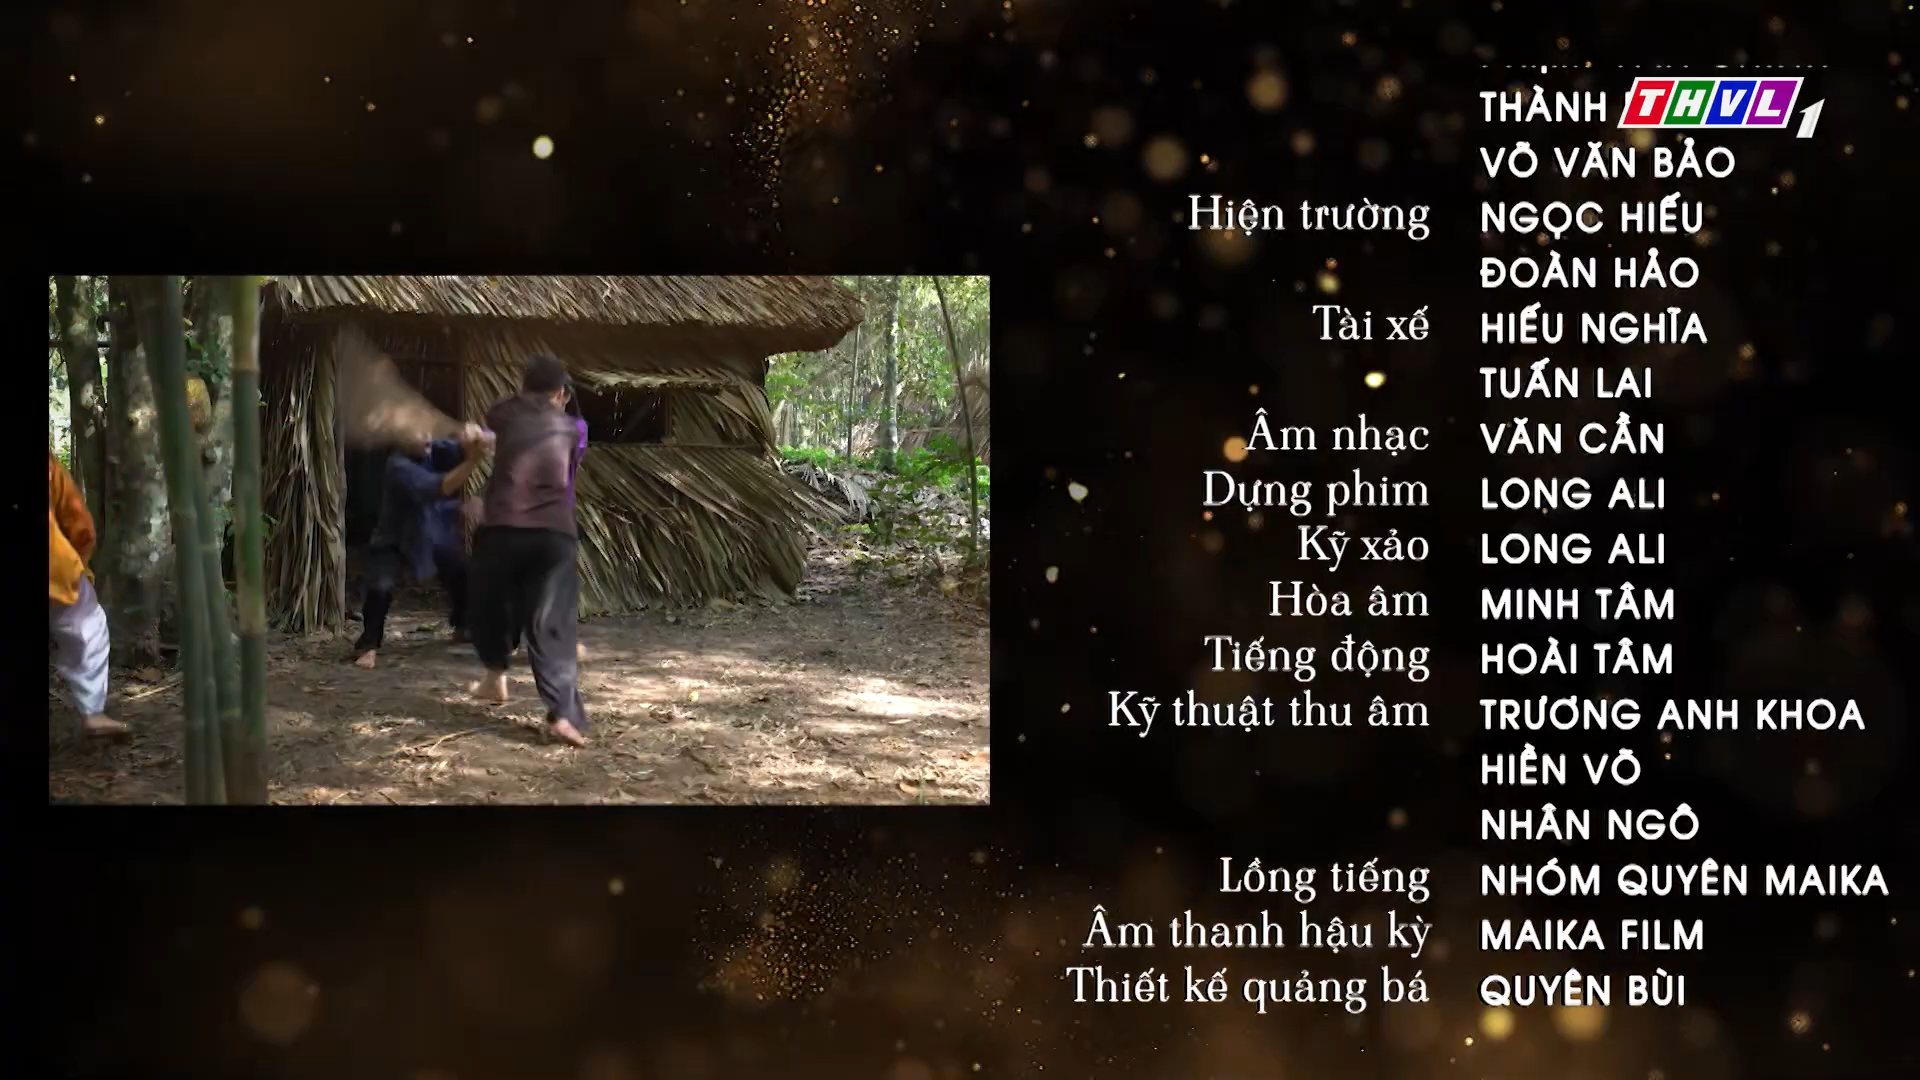 THÀNH
THVL1
VÕ VĂN BẢO
Hiện trường NGỌC HIẾU
ĐOÀN HẢO
Tài xế HIẾU NGHĨA
TUẤN LAI
Âm nhạc VĂN CẦN
Dựng phim LONG ALI
Kỹ xảo LONG ALI
Hòa âm MINH TÂM
Tiếng động HOÀI TÂM
Kỹ thuật thu âm TRƯƠNG ANH KHOA
HIỀN VÕ
NHÂN NGÔ
Lồng tiếng NHÓM QUYÊN MAIKA
Âm thanh hậu kỳ MAIKA FILM
Thiết kế quảng bá QUYÊN BÙI